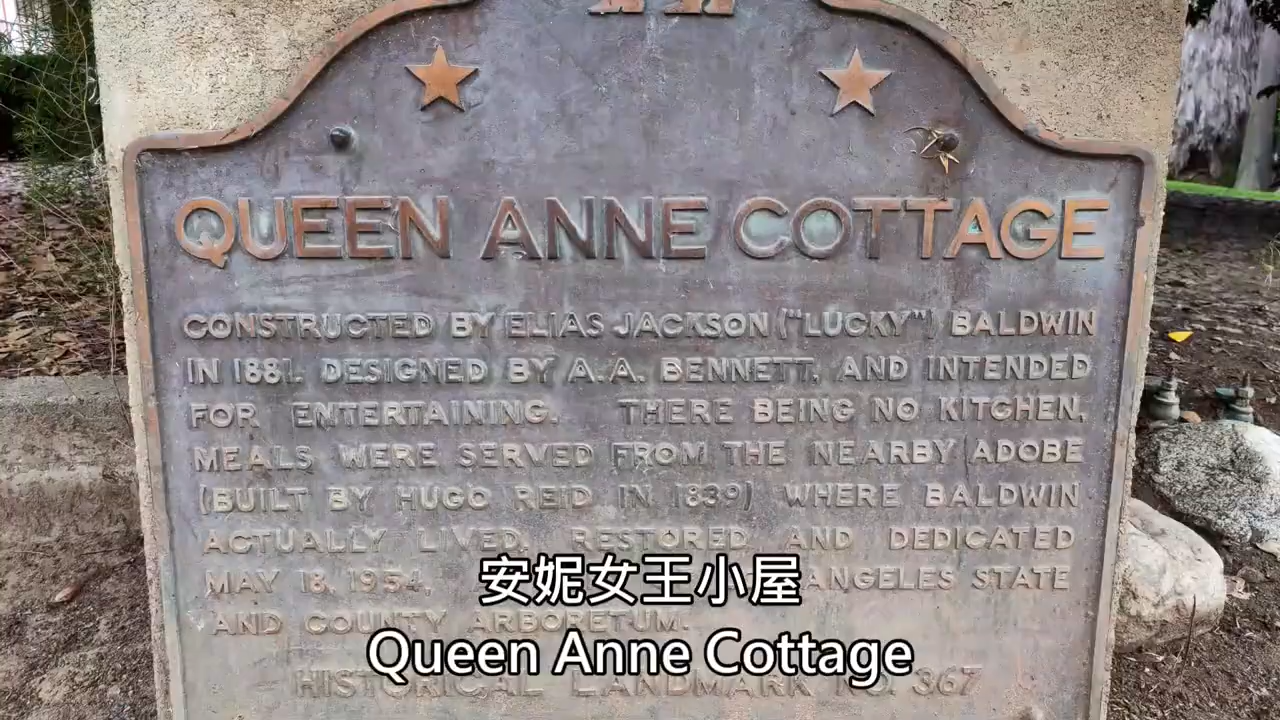 QUEEN ANNE COTTAGE
CONSTRUCTED BY ELIAS JACKSON ("LUCKY") BALDWIN
IN 1881. DESIGNED BY A.A. BENNETT, AND INTENDED
FOR ENTERTAINING. THERE BEING NO KITCHEN,
MEALS WERE SERVED FROM THE NEARBY ADOBE
(BUILT BY HUGO REID IN 1839) WHERE BALDWIN
ACTUALLY LIVED. RESTORED AND DEDICATED
MAY 18, 1954, ANGELES STATE
安妮女王小屋
AND COUNTY ARBORETUM.
Queen Anne Cottage
HISTORICAL LANDMARK NO. 367